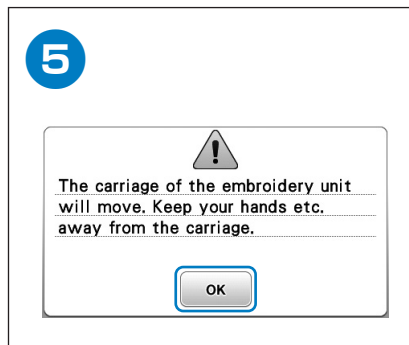 5
The carriage of the embroidery unit
will move. Keep your hands etc.
away from the carriage.
OK